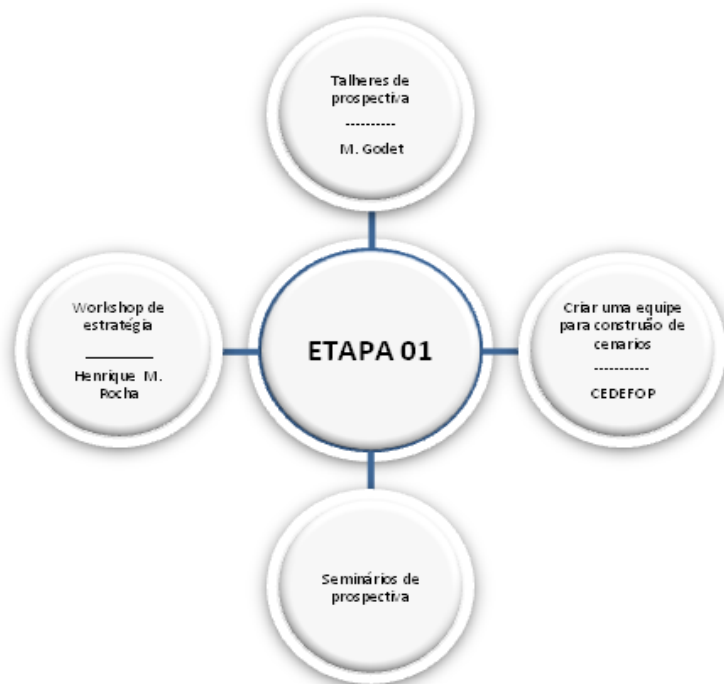 Talheres de
prospectiva
----------
M. Godet
Workshop de
estratégia
__________
Henrique M.
Rocha
ETAPA 01
Criar uma equipe
para construão de
cenarios
-----------
CEDEFOP
Seminários de
prospectiva